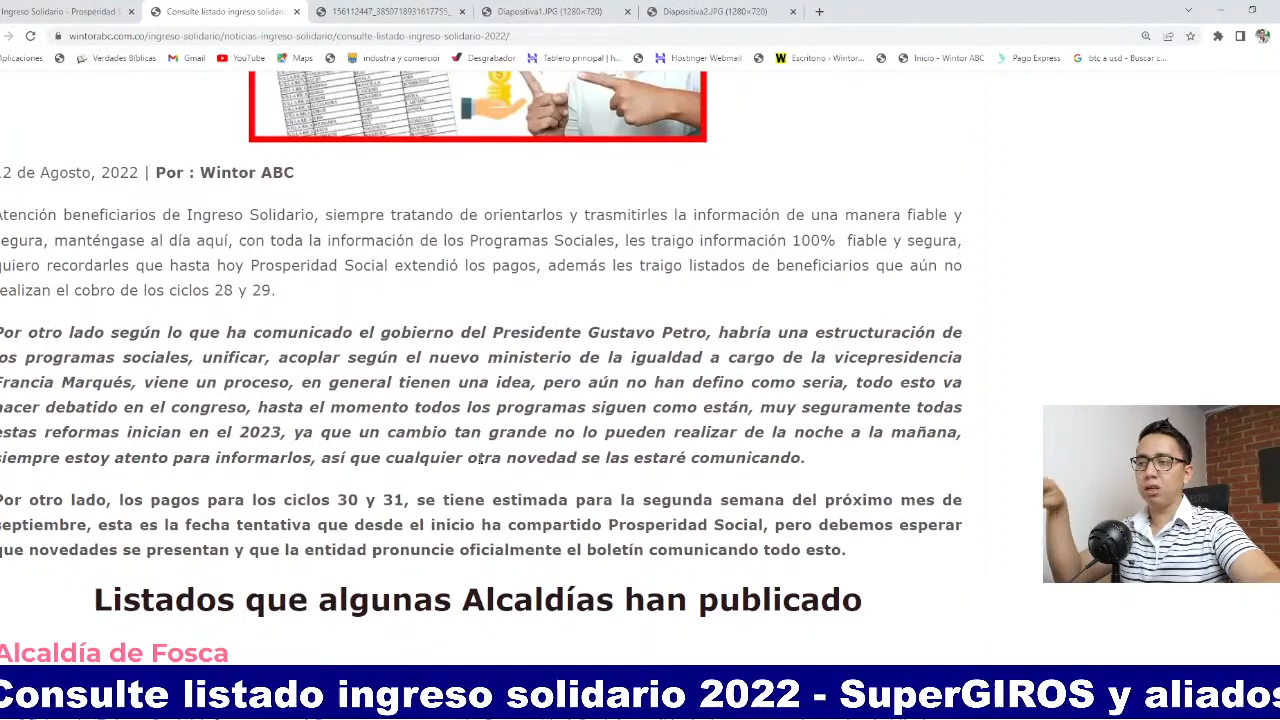 Ingreso Solidario - Prosperidad S
Consulte listado ingreso solidari
156112447_3850718931617755_
Diapositiva1.JPG (1280×720)
Diapositiva2.JPG (1280×720)
wintorabc.com.co/ingreso-solidario/noticias-ingreso-solidario/consulte-listado-ingreso-solidario-2022/
Aplicaciones
Verdades Bíblicas
Gmail
YouTube
Maps
industria y comercioi
Desgrabador
Tablero principal | h...
Hostinger Webmail
Escritorio ‹ Wintor...
Inicio - Wintor ABC
Pago Express
btc a usd - Buscar c...
12 de Agosto, 2022 | Por : Wintor ABC
Atención beneficiarios de Ingreso Solidario, siempre tratando de orientarlos y trasmitirles la información de una manera fiable y
segura, manténgase al día aquí, con toda la información de los Programas Sociales, les traigo información 100% fiable y segura,
quiero recordarles que hasta hoy Prosperidad Social extendió los pagos, además les traigo listados de beneficiarios que aún no
realizan el cobro de los ciclos 28 y 29.
Por otro lado según lo que ha comunicado el gobierno del Presidente Gustavo Petro, habría una estructuración de
los programas sociales, unificar, acoplar según el nuevo ministerio de la igualdad a cargo de la vicepresidencia
Francia Marqués, viene un proceso, en general tienen una idea, pero aún no han defino como seria, todo esto va
hacer debatido en el congreso, hasta el momento todos los programas siguen como están, muy seguramente todas
estas reformas inician en el 2023, ya que un cambio tan grande no lo pueden realizar de la noche a la mañana,
siempre estoy atento para informarlos, así que cualquier otra novedad se las estaré comunicando.
Por otro lado, los pagos para los ciclos 30 y 31, se tiene estimada para la segunda semana del próximo mes de
septiembre, esta es la fecha tentativa que desde el inicio ha compartido Prosperidad Social, pero debemos esperar
que novedades se presentan y que la entidad pronuncie oficialmente el boletín comunicando todo esto.
Listados que algunas Alcaldías han publicado
Alcaldía de Fosca
Consulte listado ingreso solidario 2022 - SuperGIROS y aliados